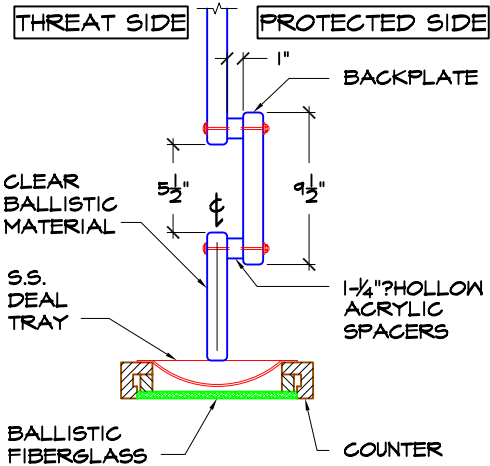 THREAT SIDE
PROTECTED SIDE
1"
BACKPLATE
5½"
9½"
CLEAR
BALLISTIC
MATERIAL
℄
S.S.
DEAL
TRAY
1-¼"?HOLLOW
ACRYLIC
SPACERS
BALLISTIC
FIBERGLASS
COUNTER